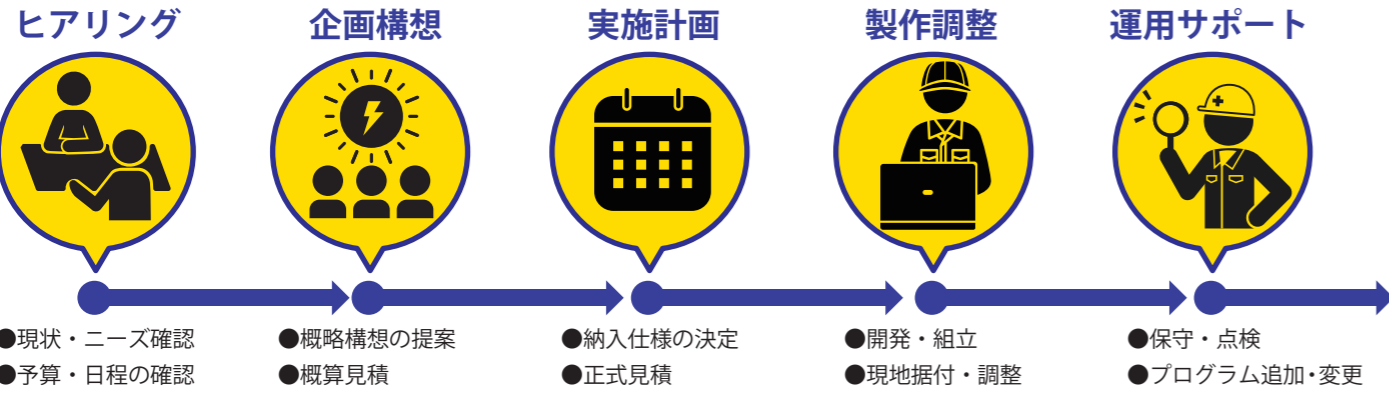 ヒアリング
企画構想
実施計画
製作調整
運用サポート
●現状・ニーズ確認
●予算・日程の確認
●概略構想の提案
●概算見積
●納入仕様の決定
●正式見積
●開発・組立
●現地据付・調整
●保守・点検
●プログラム追加・変更